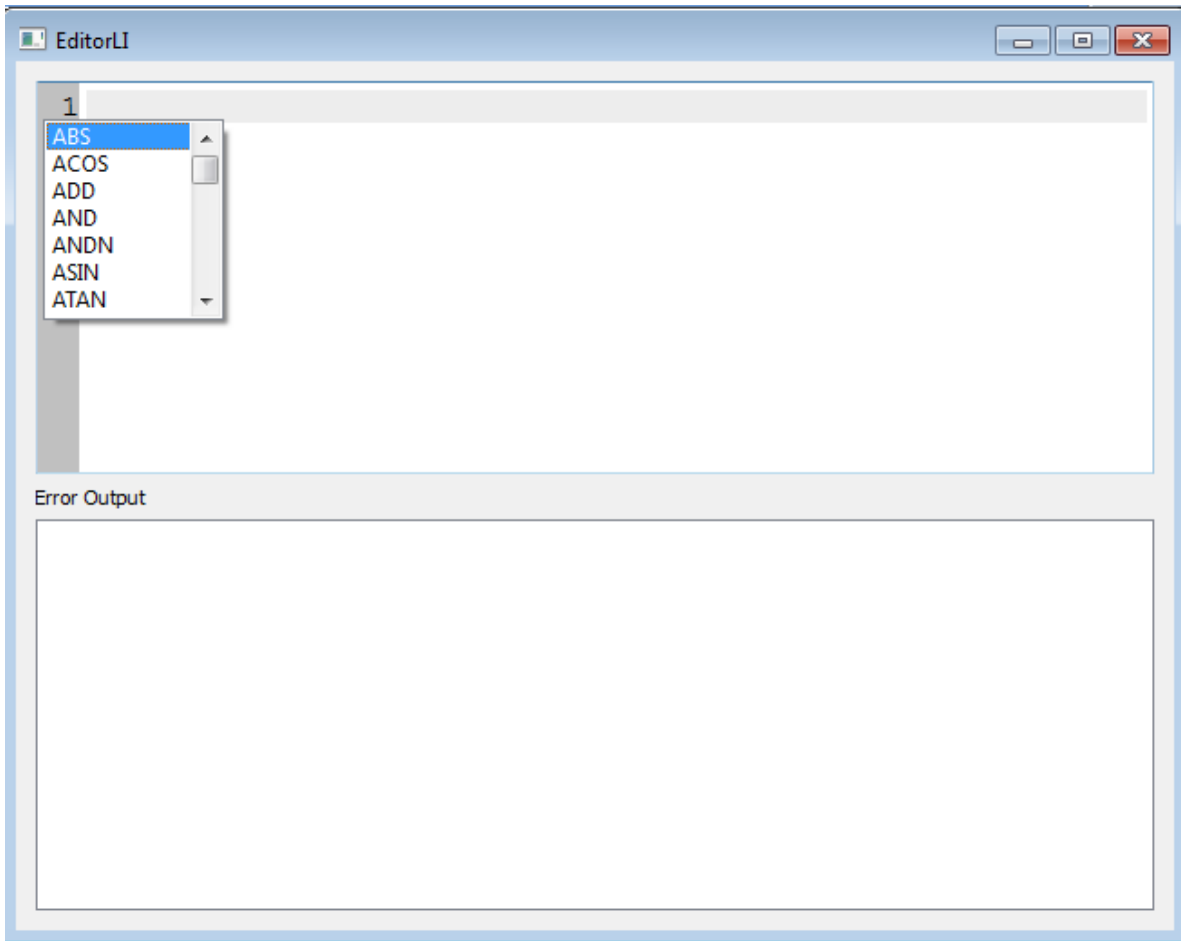 EditorLI
1
ABS
ACOS
ADD
AND
ANDN
ASIN
ATAN
Error Output